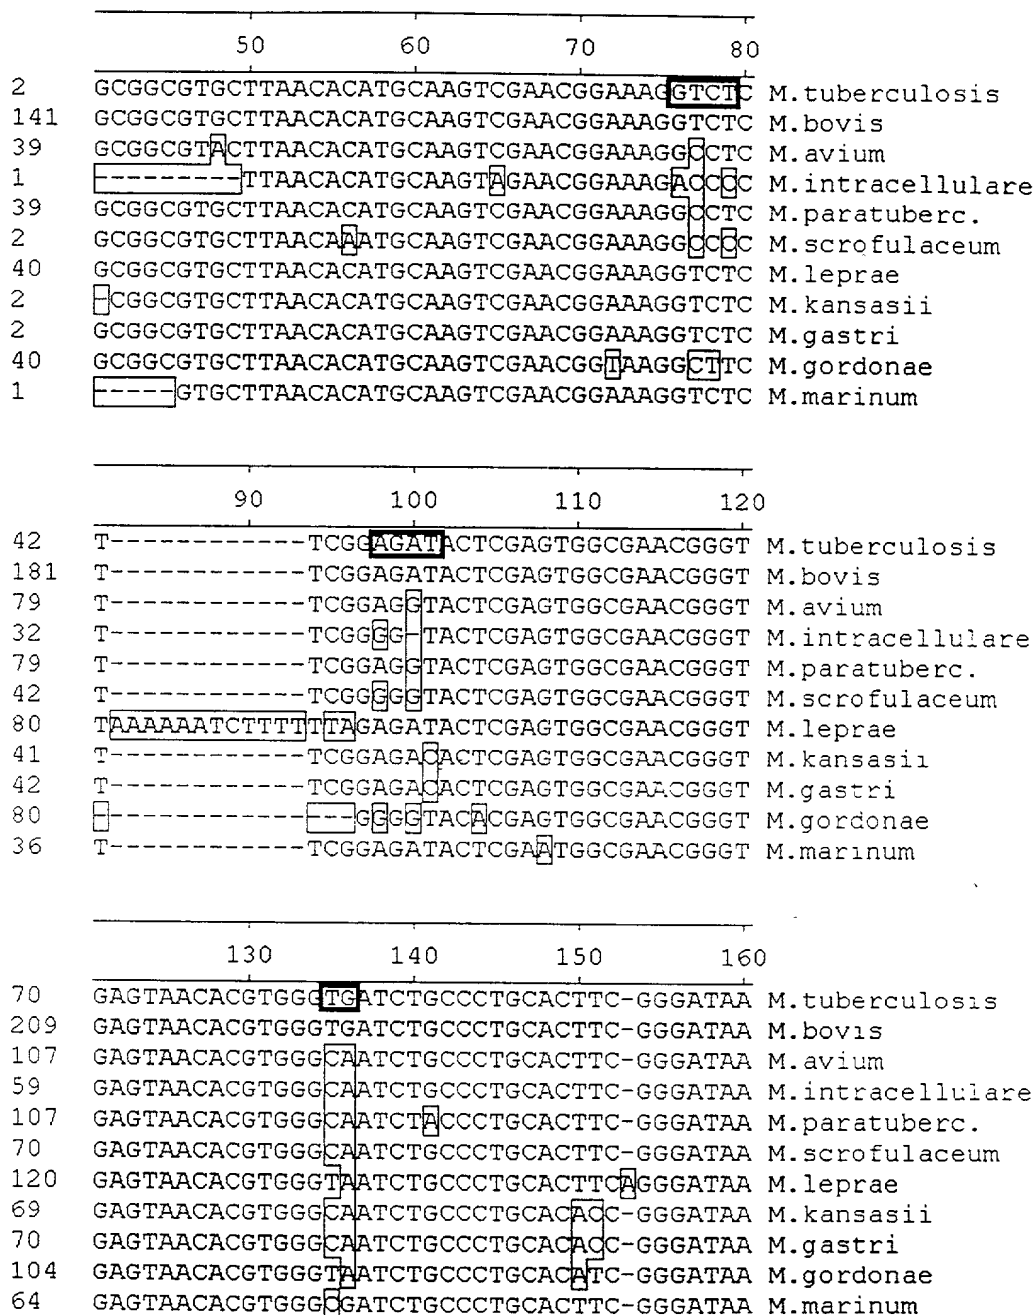 50 60 70 80
2 GCGGCGTGCTTAACACATGCAAGTCGAACGGAAAGGTCTC M.tuberculosis
141 GCGGCGTGCTTAACACATGCAAGTCGAACGGAAAGGTCTC M.bovis
39 GCGGCGTACTTAACACATGCAAGTCGAACGGAAAGGCCTC M.avium
1 ---------TTAACACATGCAAGTAGAACGGAAAGACCCC M.intracellulare
39 GCGGCGTGCTTAACACATGCAAGTCGAACGGAAAGGCCTC M.paratuberc.
2 GCGGCGTGCTTAACAAATGCAAGTCGAACGGAAAGGCCCC M.scrofulaceum
40 GCGGCGTGCTTAACACATGCAAGTCGAACGGAAAGGTCTC M.leprae
2 -CGGCGTGCTTAACACATGCAAGTCGAACGGAAAGGTCTC M.kansasii
2 GCGGCGTGCTTAACACATGCAAGTCGAACGGAAAGGTCTC M.gastri
40 GCGGCGTGCTTAACACATGCAAGTCGAACGGTAAGGCTTC M.gordonae
1 -----GTGCTTAACACATGCAAGTCGAACGGAAAGGTCTC M.marinum
90 100 110 120
42 T------------TCGGAGATACTCGAGTGGCGAACGGGT M.tuberculosis
181 T------------TCGGAGATACTCGAGTGGCGAACGGGT M.bovis
79 T------------TCGGAGGTACTCGAGTGGCGAACGGGT M.avium
32 T------------TCGGGG-TACTCGAGTGGCGAACGGGT M.intracellulare
79 T------------TCGGAGGTACTCGAGTGGCGAACGGGT M.paratuberc.
42 T------------TCGGGGGTACTCGAGTGGCGAACGGGT M.scrofulaceum
80 TAAAAAATCTTTTTTAGAGATACTCGAGTGGCGAACGGGT M.leprae
41 T------------TCGGAGACACTCGAGTGGCGAACGGGT M.kansasii
42 T------------TCGGAGACACTCGAGTGGCGAACGGGT M.gastri
80 ----------------GGGGTACACGAGTGGCGAACGGGT M.gordonae
36 T------------TCGGAGATACTCGAATGGCGAACGGGT M.marinum
130 140 150 160
70 GAGTAACACGTGGGTGATCTGCCCTGCACTTC-GGGATAA M.tuberculosis
209 GAGTAACACGTGGGTGATCTGCCCTGCACTTC-GGGATAA M.bovis
107 GAGTAACACGTGGGCAATCTGCCCTGCACTTC-GGGATAA M.avium
59 GAGTAACACGTGGGCAATCTGCCCTGCACTTC-GGGATAA M.intracellulare
107 GAGTAACACGTGGGCAATCTACCCTGCACTTC-GGGATAA M.paratuberc.
70 GAGTAACACGTGGGCAATCTGCCCTGCACTTC-GGGATAA M.scrofulaceum
120 GAGTAACACGTGGGTAATCTGCCCTGCACTTCAGGGATAA M.leprae
69 GAGTAACACGTGGGCAATCTGCCCTGCACACC-GGGATAA M.kansasii
70 GAGTAACACGTGGGCAATCTGCCCTGCACACC-GGGATAA M.gastri
104 GAGTAACACGTGGGTAATCTGCCCTGCACATC-GGGATAA M.gordonae
64 GAGTAACACGTGGGCGATCTGCCCTGCACTTC-GGGATAA M.marinum